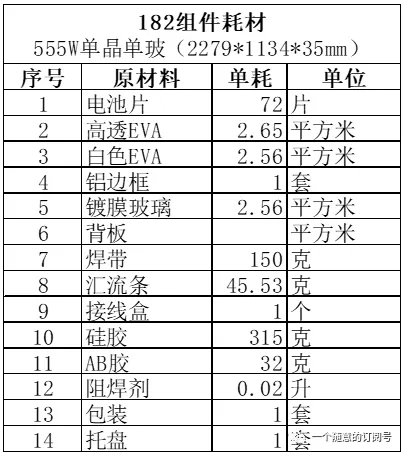 182组件耗材
555W单晶单玻（2279*1134*35mm）
序号 原材料 单耗 单位
1 电池片 72 片
2 高透EVA 2.65 平方米
3 白色EVA 2.56 平方米
4 铝边框 1 套
5 镀膜玻璃 2.56 平方米
6 背板 平方米
7 焊带 150 克
8 汇流条 45.53 克
9 接线盒 1 个
10 硅胶 315 克
11 AB胶 32 克
12 阻焊剂 0.02 升
13 包装 1 套
14 托盘 1 套
一个随意的订阅号